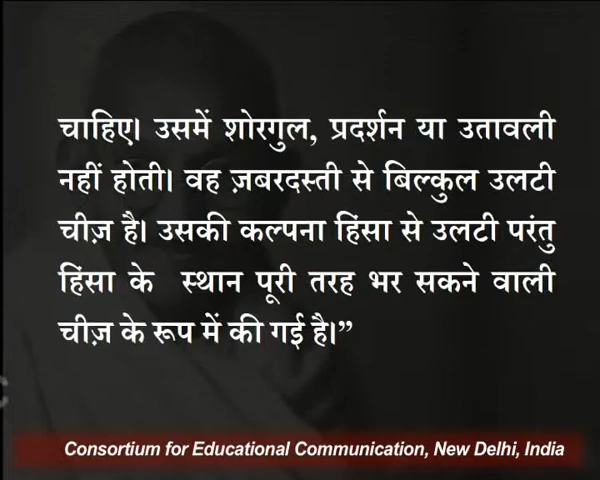 चाहिए। उसमें शोरगुल, प्रदर्शन या उतावली
नहीं होती। वह ज़बरदस्ती से बिल्कुल उलटी
चीज़ है। उसकी कल्पना हिंसा से उलटी परंतु
हिंसा के स्थान पूरी तरह भर सकने वाली
चीज़ के रूप में की गई है।”
Consortium for Educational Communication, New Delhi, India